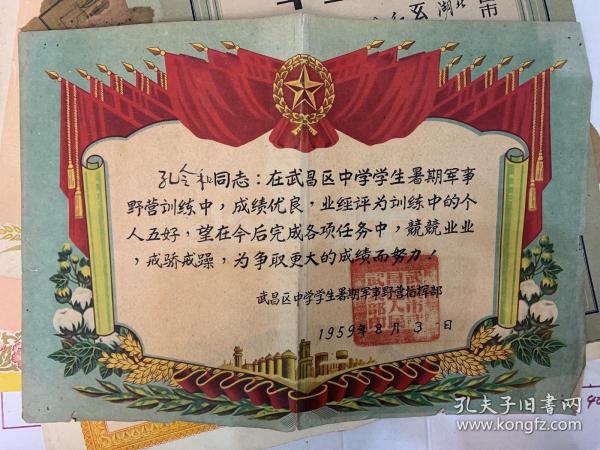 湖北
市
孔令和同志：在武昌区中学学生暑期军事
野营训练中，成绩优良，业经评为训练中的个
人五好，望在今后完成各项任务中，競競业业
，戒骄戒躁，为争取更大的成绩而努力！
武昌区中学学生暑期军事野营指挥部
1959年8月3日
孔夫子旧书网
www.kongfz.com